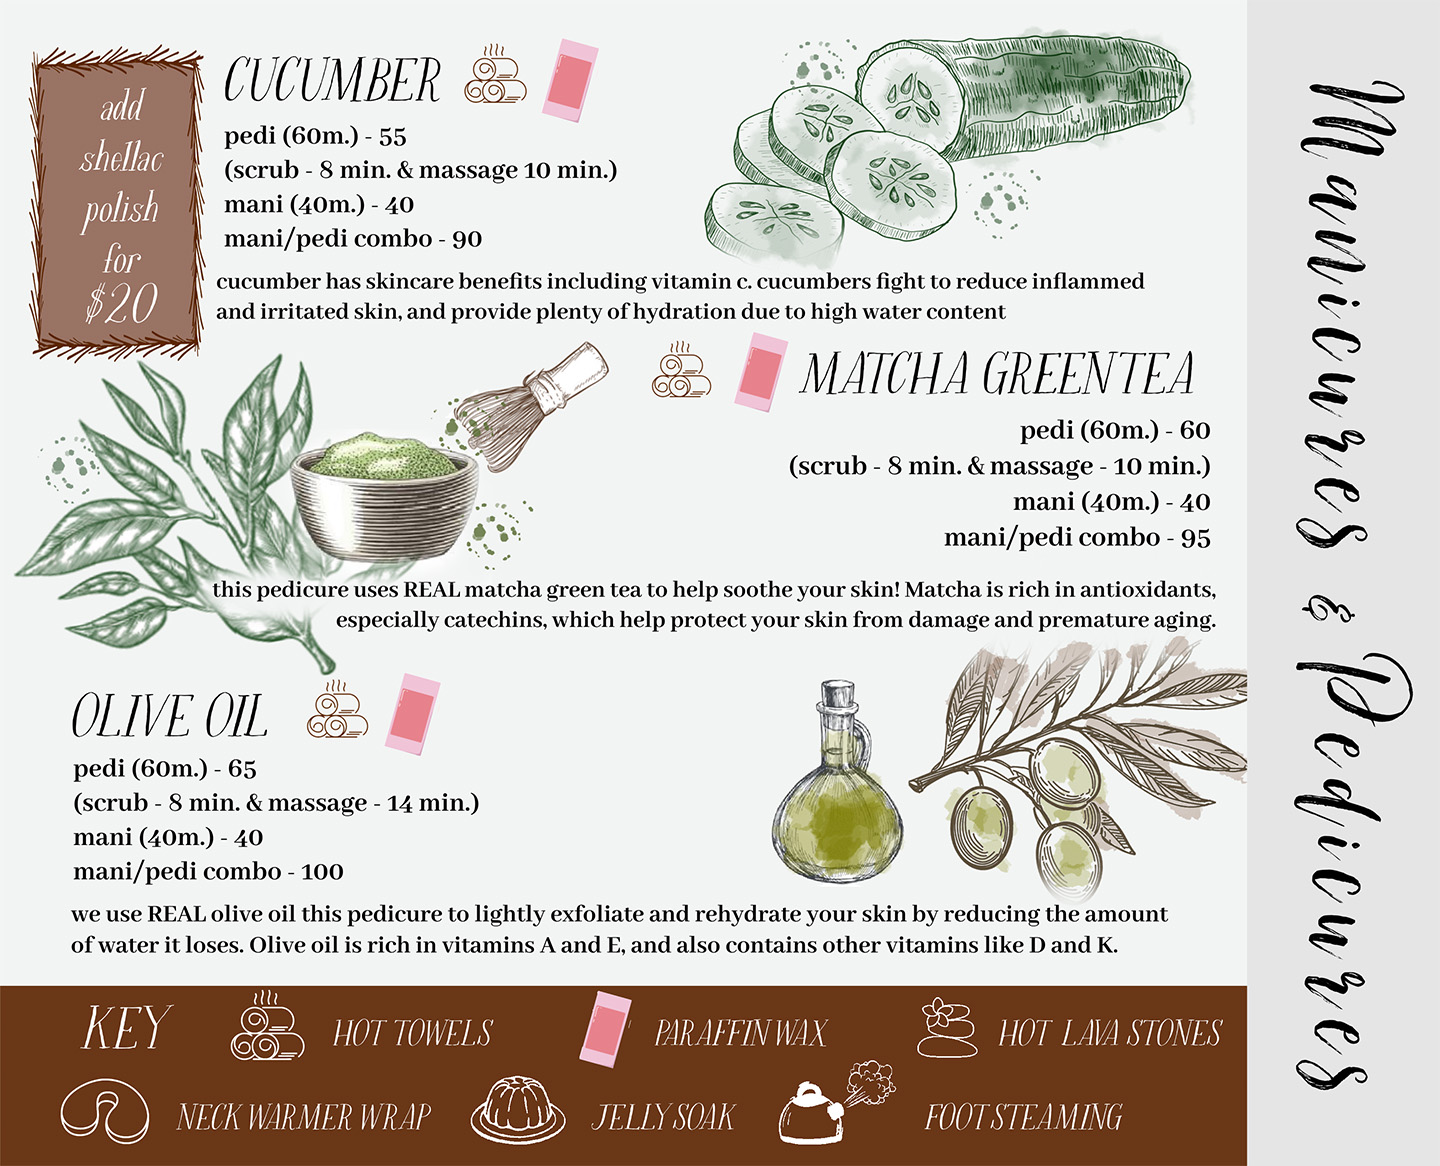 add
shellac
polish
for
$20
CUCUMBER
pedi (60m.) - 55
(scrub - 8 min. & massage 10 min.)
mani (40m.) - 40
mani/pedi combo - 90
cucumber has skincare benefits including vitamin c. cucumbers fight to reduce inflammed
and irritated skin, and provide plenty of hydration due to high water content
MATCHA GREEN TEA
pedi (60m.) - 60
(scrub - 8 min. & massage - 10 min.)
mani (40m.) - 40
mani/pedi combo - 95
this pedicure uses REAL matcha green tea to help soothe your skin! Matcha is rich in antioxidants,
especially catechins, which help protect your skin from damage and premature aging.
OLIVE OIL
pedi (60m.) - 65
(scrub - 8 min. & massage - 14 min.)
mani (40m.) - 40
mani/pedi combo - 100
we use REAL olive oil this pedicure to lightly exfoliate and rehydrate your skin by reducing the amount
of water it loses. Olive oil is rich in vitamins A and E, and also contains other vitamins like D and K.
KEY
HOT TOWELS
PARAFFIN WAX
HOT LAVA STONES
NECK WARMER WRAP
JELLY SOAK
FOOT STEAMING
Manicures & Pedicures